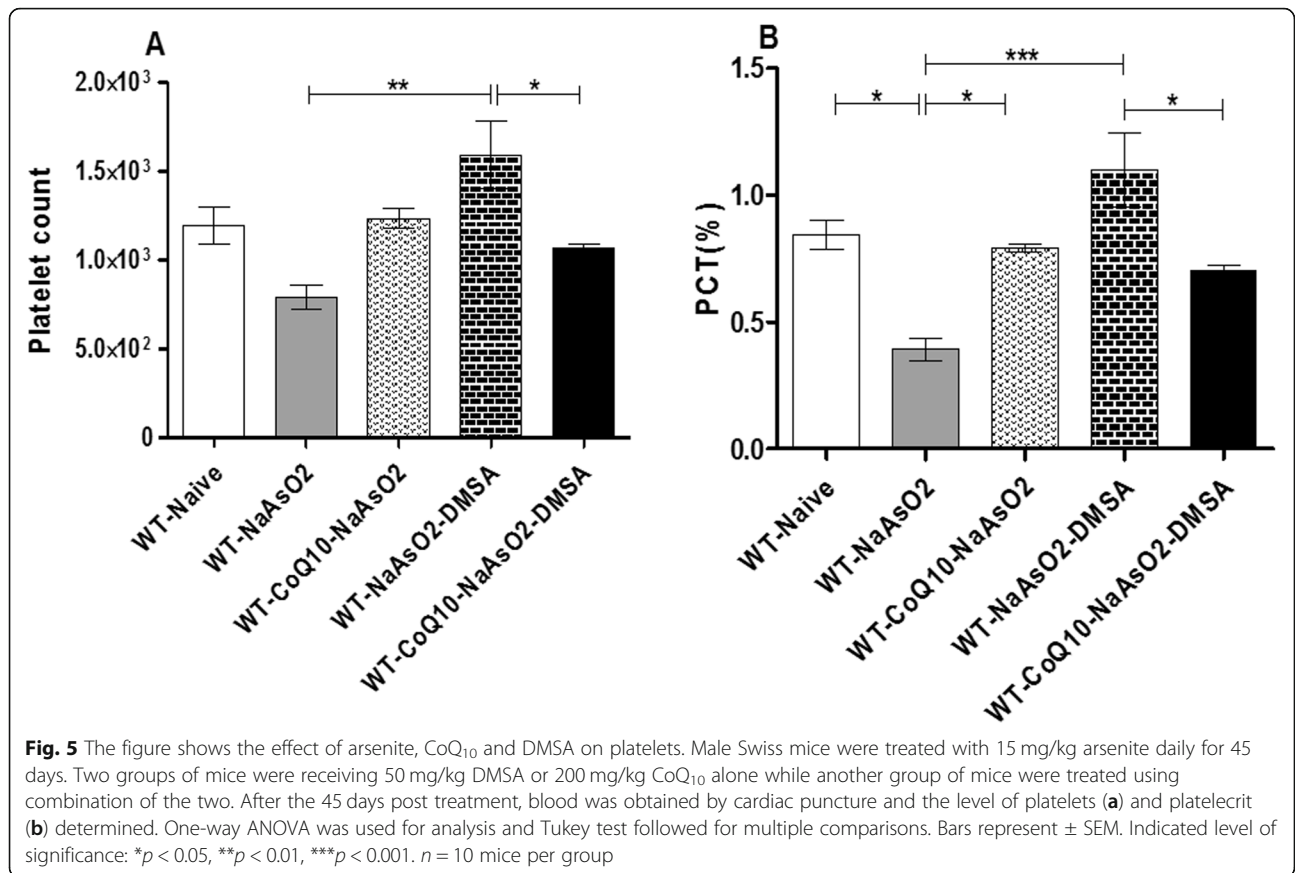 A
2.0×10³
1.5×10³
1.0×10³
5.0×10²
0
Platelet count
** *
WT-Naive
WT-NaAsO2
WT-CoQ10-NaAsO2
WT-NaAsO2-DMSA
WT-CoQ10-NaAsO2-DMSA
B
1.5
1.0
0.5
0.0
PCT(%)
***
* * *
WT-Naive
WT-NaAsO2
WT-CoQ10-NaAsO2
WT-NaAsO2-DMSA
WT-CoQ10-NaAsO2-DMSA
Fig. 5 The figure shows the effect of arsenite, CoQ₁₀ and DMSA on platelets. Male Swiss mice were treated with 15 mg/kg arsenite daily for 45
days. Two groups of mice were receiving 50 mg/kg DMSA or 200 mg/kg CoQ₁₀ alone while another group of mice were treated using
combination of the two. After the 45 days post treatment, blood was obtained by cardiac puncture and the level of platelets (a) and platelecrit
(b) determined. One-way ANOVA was used for analysis and Tukey test followed for multiple comparisons. Bars represent ± SEM. Indicated level of
significance: *p < 0.05, **p < 0.01, ***p < 0.001. n = 10 mice per group